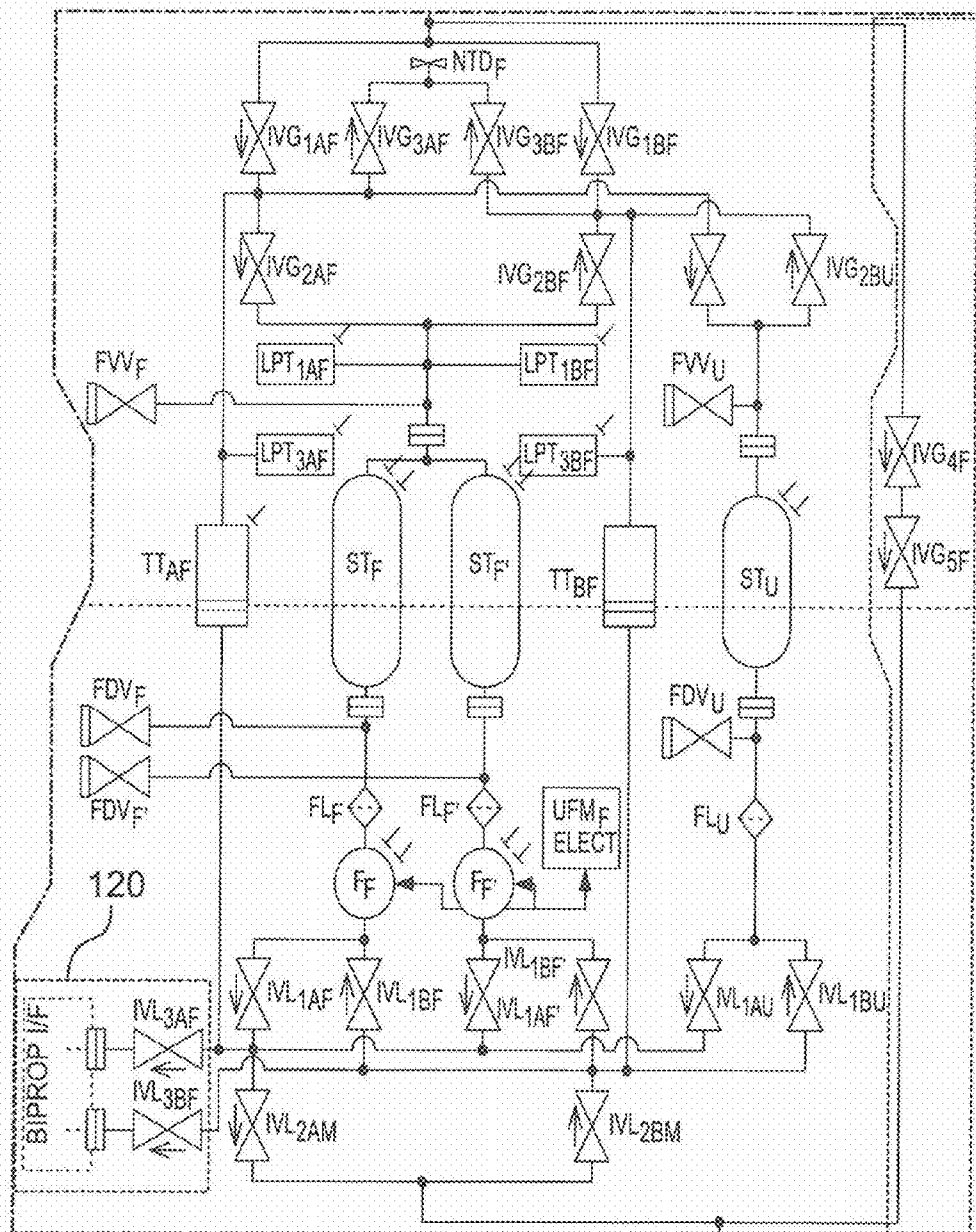 NTDF
IVG1AF
IVG3AF
IVG3BF
IVG1BF
IVG2AF
IVG2BF
IVG2BU
FVVF
LPT1AF
LPT1BF
FVVU
LPT3AF
LPT3BF
IVG4F
IVG5F
TTAF
STF
STF'
TTBF
STU
FDVF
FDVU
FDVF'
FLF
FLF'
UFMF
ELECT
FLU
FF
FF'
120
IVL1AF
IVL1BF
IVL1BF'
IVL1AF'
IVL1AU
IVL1BU
BIPROP I/F
IVL3AF
IVL3BF
IVL2AM
IVL2BM